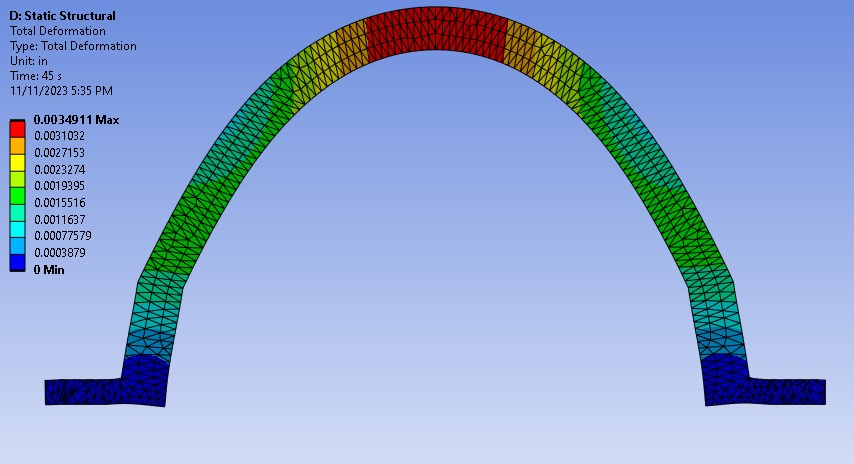 D: Static Structural
Total Deformation
Type: Total Deformation
Unit: in
Time: 45 s
11/11/2023 5:35 PM
0.0034911 Max
0.0031032
0.0027153
0.0023274
0.0019395
0.0015516
0.0011637
0.00077579
0.0003879
0 Min